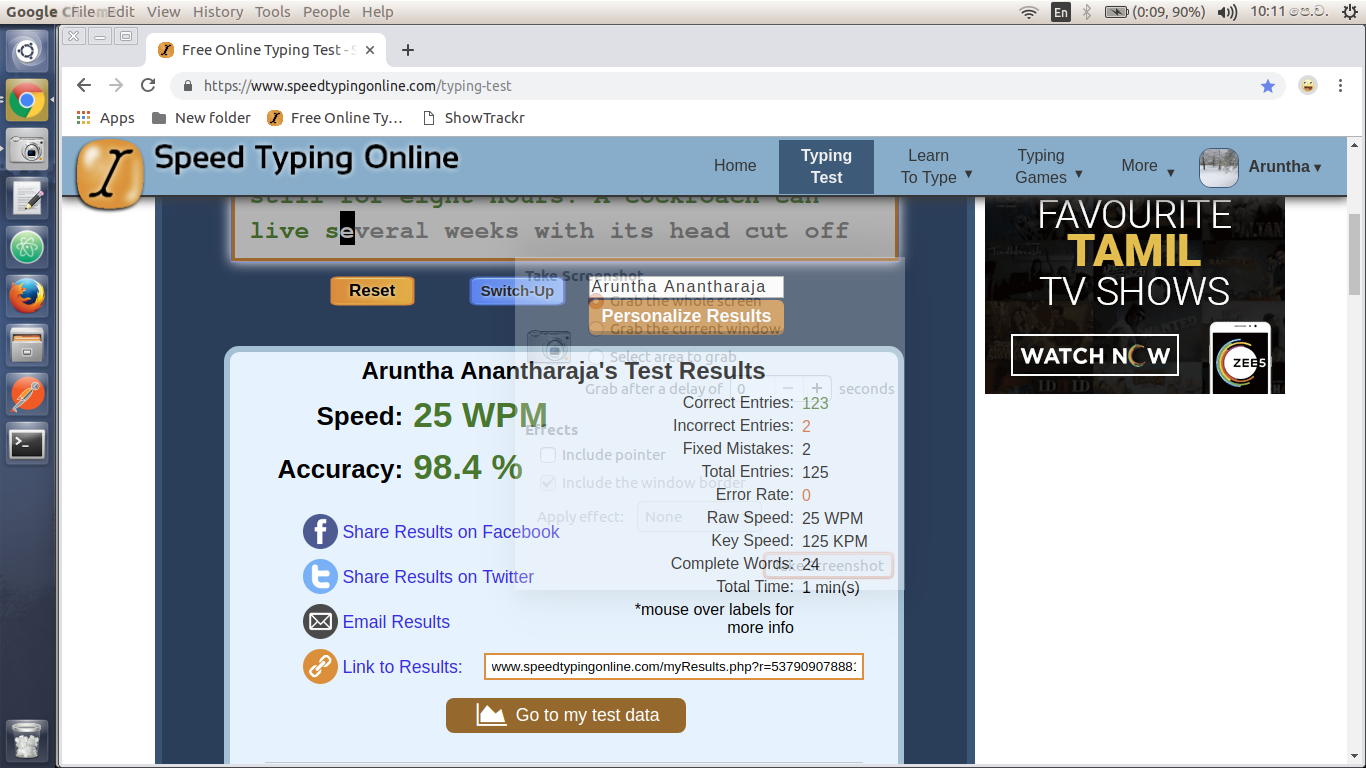 Google Chrome File Edit View History Tools People Help
En (0:09, 90%) 10:11 පෙ.ව.
Free Online Typing Test - S
https://www.speedtypingonline.com/typing-test
Apps New folder Free Online Ty… ShowTrackr
Speed Typing Online
Home
Typing Test
Learn To Type ▼
Typing Games ▼
More ▼
Aruntha ▾
still for eight hours. A cockroach can
live several weeks with its head cut off
Reset
Switch-Up
Aruntha Anantharaja
Personalize Results
Take Screenshot
Grab the whole screen
Grab the current window
Select area to grab
Grab after a delay of 0 − + seconds
Effects
Include pointer
Include the window border
Apply effect: None
Take Screenshot
Aruntha Anantharaja's Test Results
Speed: 25 WPM
Accuracy: 98.4 %
Share Results on Facebook
Share Results on Twitter
Email Results
Link to Results: www.speedtypingonline.com/myResults.php?r=53790907888
Correct Entries: 123
Incorrect Entries: 2
Fixed Mistakes: 2
Total Entries: 125
Error Rate: 0
Raw Speed: 25 WPM
Key Speed: 125 KPM
Complete Words: 24
Total Time: 1 min(s)
*mouse over labels for
more info
Go to my test data
FAVOURITE
TAMIL
TV SHOWS
WATCH NOW
ZEE5